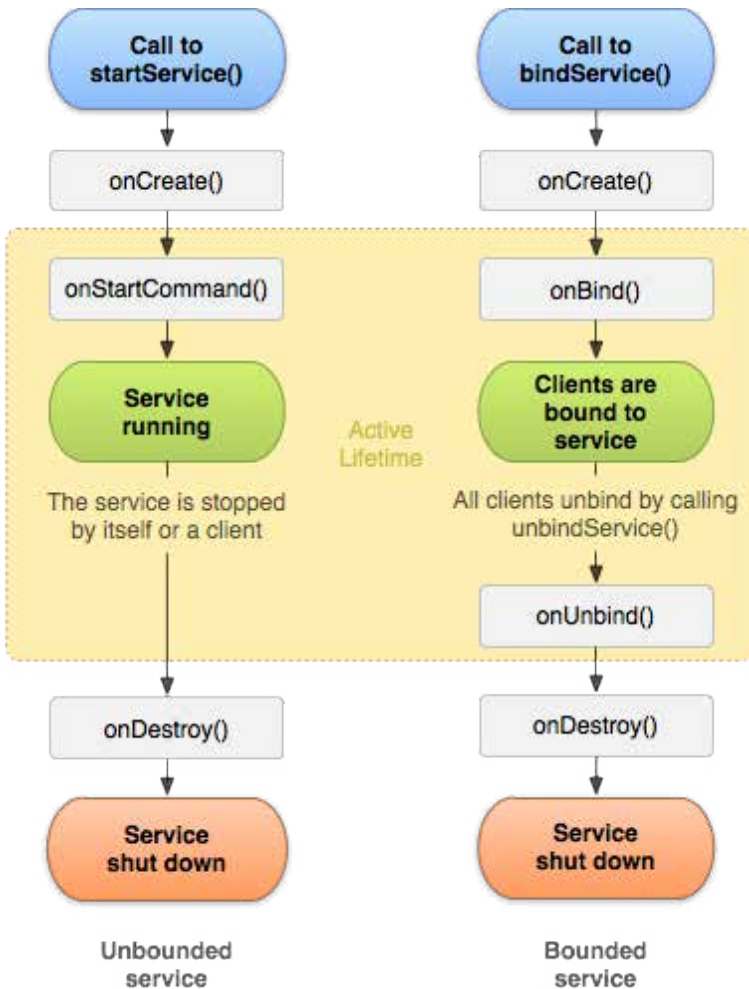 Call to
startService()
onCreate()
onStartCommand()
Service
running
The service is stopped
by itself or a client
onDestroy()
Service
shut down
Unbounded
service
Active
Lifetime
Call to
bindService()
onCreate()
onBind()
Clients are
bound to
service
All clients unbind by calling
unbindService()
onUnbind()
onDestroy()
Service
shut down
Bounded
service